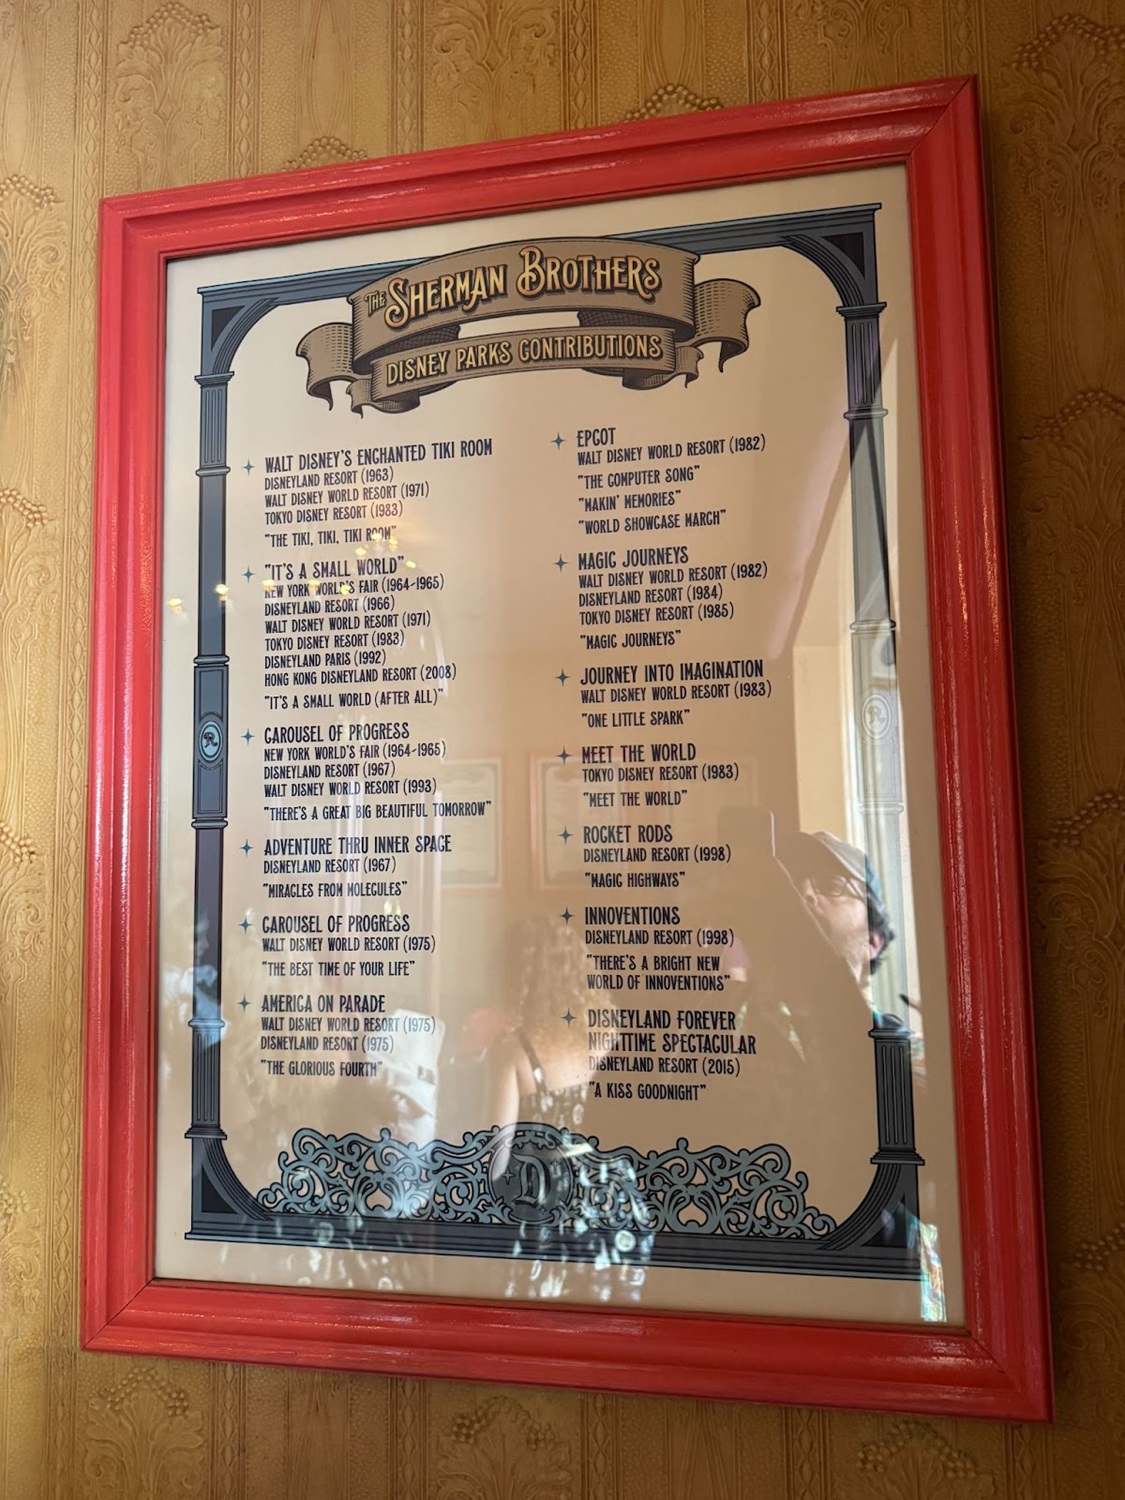 THE SHERMAN BROTHERS
DISNEY PARKS CONTRIBUTIONS
WALT DISNEY'S ENCHANTED TIKI ROOM
DISNEYLAND RESORT (1963)
WALT DISNEY WORLD RESORT (1971)
TOKYO DISNEY RESORT (1983)
"THE TIKI, TIKI, TIKI ROOM"
"IT'S A SMALL WORLD"
NEW YORK WORLD'S FAIR (1964-1965)
DISNEYLAND RESORT (1966)
WALT DISNEY WORLD RESORT (1971)
TOKYO DISNEY RESORT (1983)
DISNEYLAND PARIS (1992)
HONG KONG DISNEYLAND RESORT (2008)
"IT'S A SMALL WORLD (AFTER ALL)"
CAROUSEL OF PROGRESS
NEW YORK WORLD'S FAIR (1964-1965)
DISNEYLAND RESORT (1967)
WALT DISNEY WORLD RESORT (1993)
"THERE'S A GREAT BIG BEAUTIFUL TOMORROW"
ADVENTURE THRU INNER SPACE
DISNEYLAND RESORT (1967)
"MIRACLES FROM MOLECULES"
CAROUSEL OF PROGRESS
WALT DISNEY WORLD RESORT (1975)
"THE BEST TIME OF YOUR LIFE"
AMERICA ON PARADE
WALT DISNEY WORLD RESORT (1975)
DISNEYLAND RESORT (1975)
"THE GLORIOUS FOURTH"
EPCOT
WALT DISNEY WORLD RESORT (1982)
"THE COMPUTER SONG"
"MAKIN' MEMORIES"
"WORLD SHOWCASE MARCH"
MAGIC JOURNEYS
WALT DISNEY WORLD RESORT (1982)
DISNEYLAND RESORT (1984)
TOKYO DISNEY RESORT (1985)
"MAGIC JOURNEYS"
JOURNEY INTO IMAGINATION
WALT DISNEY WORLD RESORT (1983)
"ONE LITTLE SPARK"
MEET THE WORLD
TOKYO DISNEY RESORT (1983)
"MEET THE WORLD"
ROCKET RODS
DISNEYLAND RESORT (1998)
"MAGIC HIGHWAYS"
INNOVENTIONS
DISNEYLAND RESORT (1998)
"THERE'S A BRIGHT NEW
WORLD OF INNOVENTIONS"
DISNEYLAND FOREVER
NIGHTTIME SPECTACULAR
DISNEYLAND RESORT (2015)
"A KISS GOODNIGHT"
R
R
D